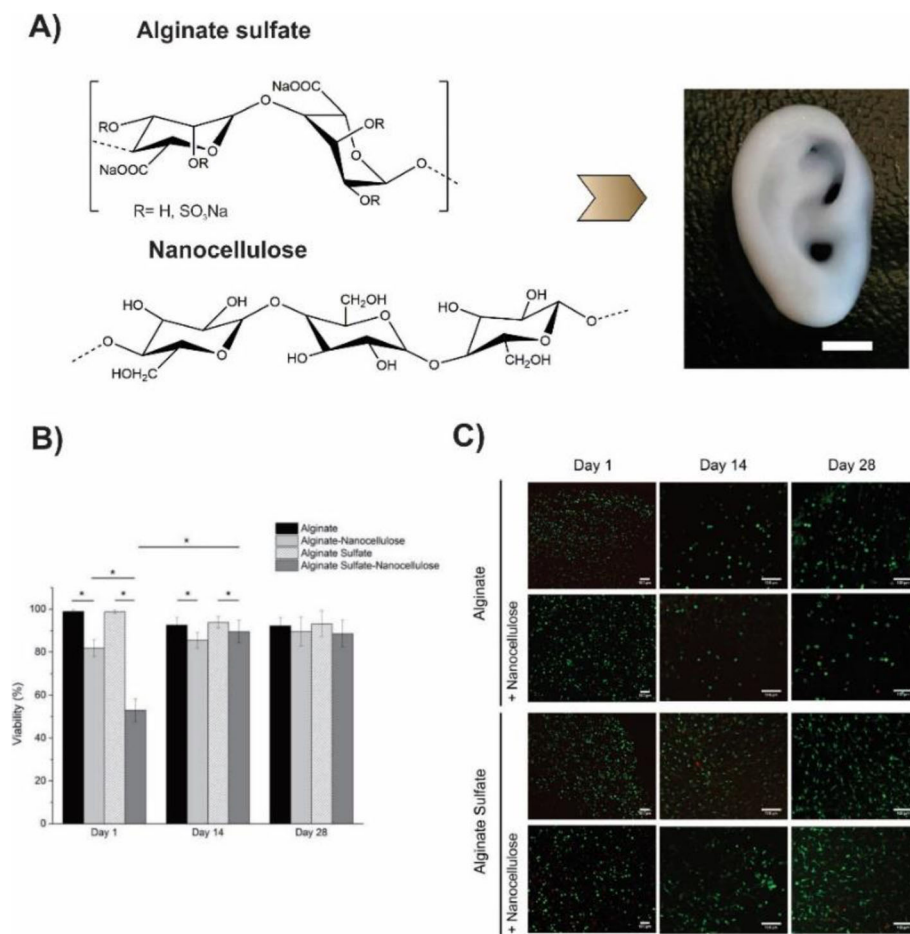 A)
Alginate sulfate
NaOOC
O
RO
O
OR
NaOOC
OR
O
O
OR
R= H, SO3Na
Nanocellulose
HO
HO
OH
O
CH2OH
O
HO
OH
O
HO
OH
O
O
HOH2C
O
CH2OH
B)
Alginate
Alginate-Nanocellulose
Alginate Sulfate
Alginate Sulfate-Nanocellulose
*
*
* *
* *
Viability (%)
100
80
60
40
20
0
Day 1 Day 14 Day 28
C)
Day 1 Day 14 Day 28
Alginate
+ Nanocellulose
Alginate Sulfate
+ Nanocellulose